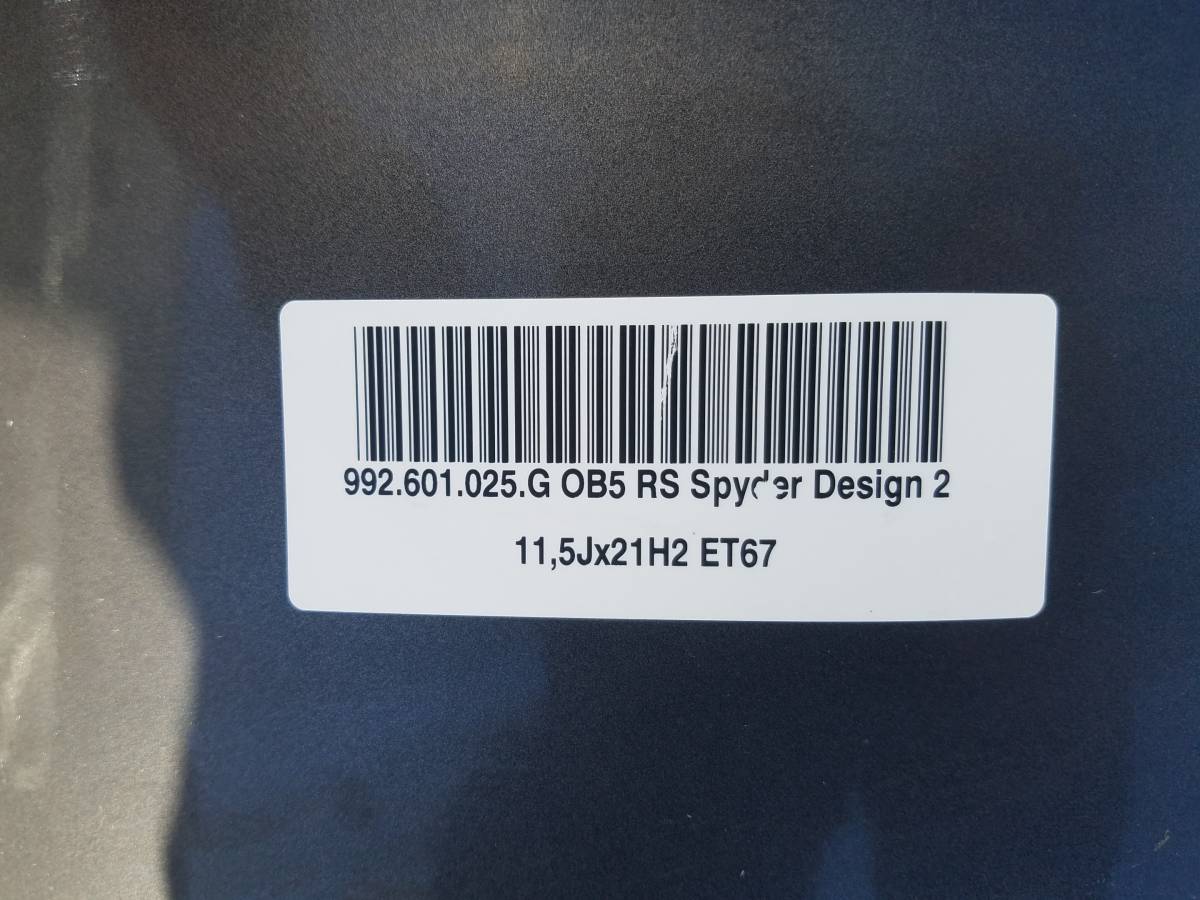 992.601.025.G OB5 RS Spyder Design 2
11,5Jx21H2 ET67